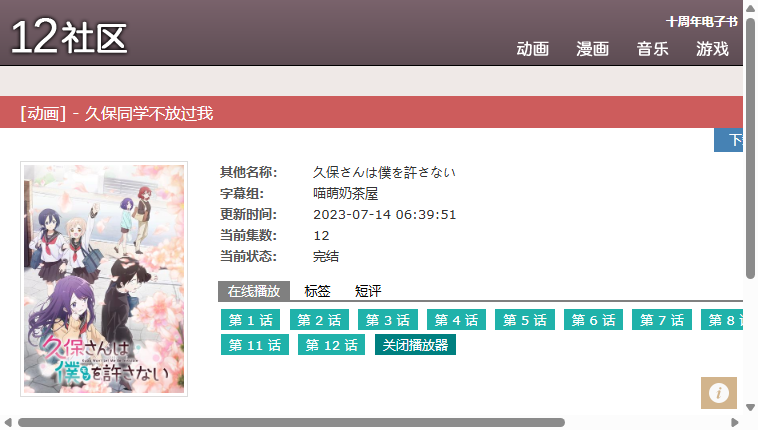 12社区
十周年电子书
动画 漫画 音乐 游戏
[动画] - 久保同学不放过我
久保さんは
僕を許さない
其他名称: 久保さんは僕を許さない
字幕组: 喵萌奶茶屋
更新时间: 2023-07-14 06:39:51
当前集数: 12
当前状态: 完结
在线播放 标签 短评
第 1 话 第 2 话 第 3 话 第 4 话 第 5 话 第 6 话 第 7 话 第 8
第 11 话 第 12 话 关闭播放器